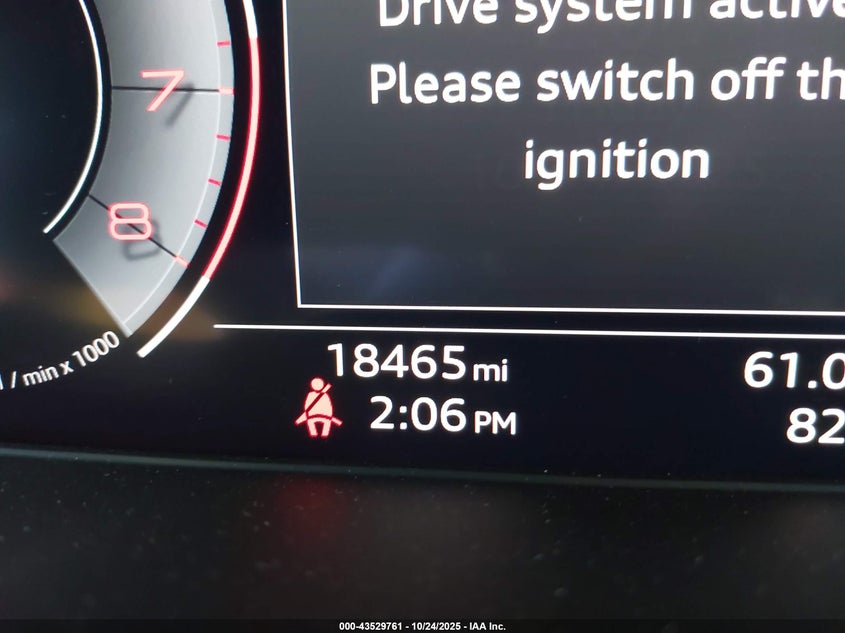 Drive system active
Please switch off th
ignition
7
8
1 / min x 1000
18465 mi
61.0
2:06 PM
82
000-43529761 - 10/24/2025 - IAA Inc.